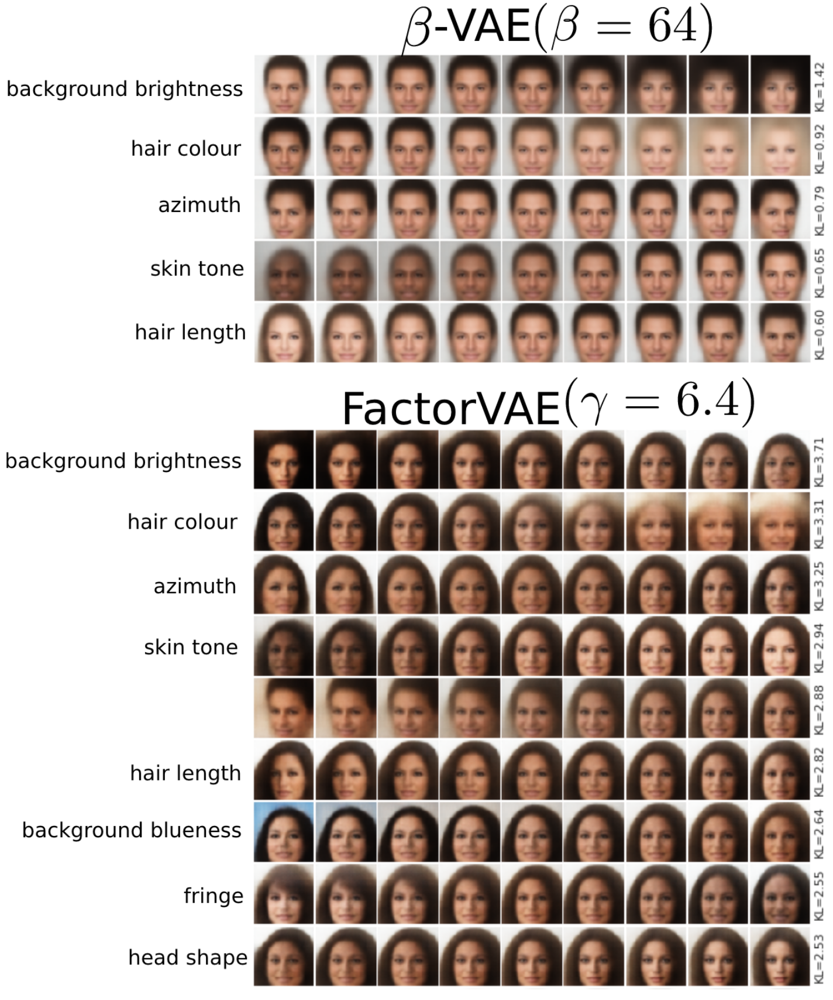 β-VAE(β = 64)
background brightness KL=1.42
hair colour KL=0.92
azimuth KL=0.79
skin tone KL=0.65
hair length KL=0.60
FactorVAE(γ = 6.4)
background brightness KL=3.71
hair colour KL=3.31
azimuth KL=3.25
skin tone KL=2.94
KL=2.88
hair length KL=2.82
background blueness KL=2.64
fringe KL=2.55
head shape KL=2.53